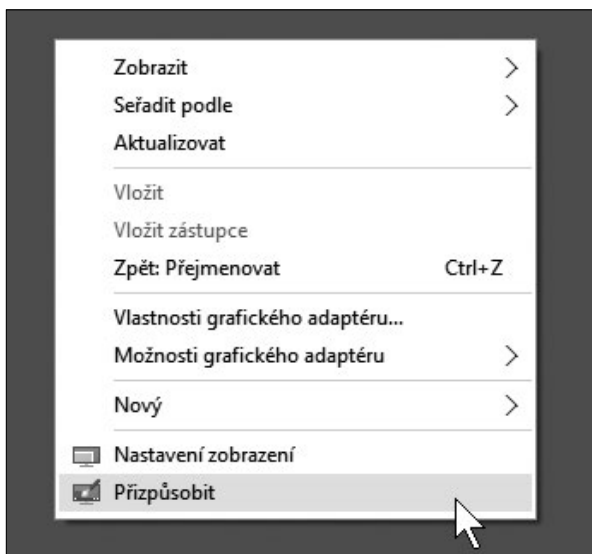 Zobrazit
Seřadit podle
Aktualizovat
Vložit
Vložit zástupce
Zpět: Přejmenovat Ctrl+Z
Vlastnosti grafického adaptéru...
Možnosti grafického adaptéru
Nový
Nastavení zobrazení
Přizpůsobit